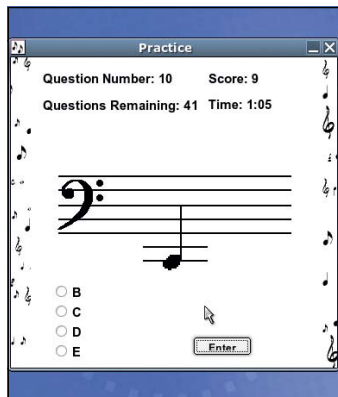 Practice
Question Number: 10 Score: 9
Questions Remaining: 41 Time: 1:05
B
C
D
E
Enter